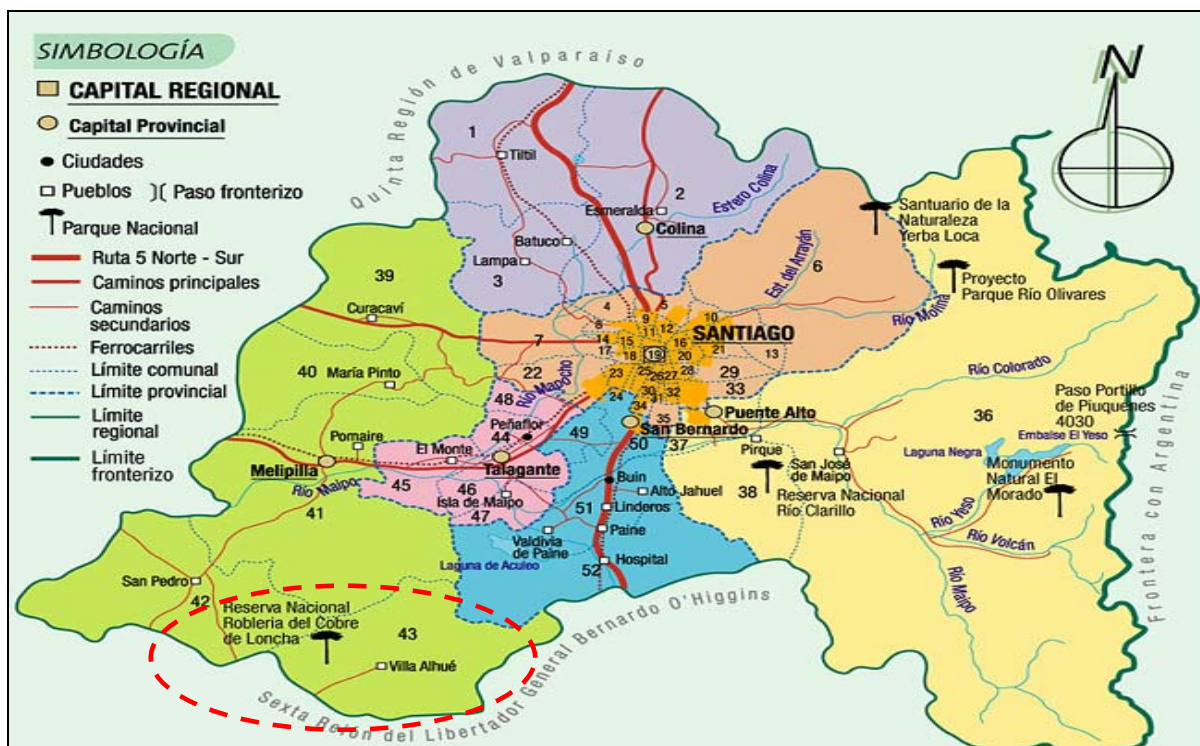 SIMBOLOGÍA
CAPITAL REGIONAL
Capital Provincial
Ciudades
Pueblos
Paso fronterizo
Parque Nacional
Ruta 5 Norte - Sur
Caminos principales
Caminos
secundarios
Ferrocarriles
Límite comunal
Límite provincial
Límite
regional
Límite
fronterizo
Quinta Región de Valparaíso
N
1
Tiltil
2
Esmeralda
Estero Colina
Colina
Batuco
Lampa
3
Santuario de la
Naturaleza
Yerba Loca
Est. del Arrayán
6
Proyecto
Parque Río Olivares
Río Molina
39
Curacaví
40
María Pinto
4
5
8
9
10
11
12
SANTIAGO
7
14
15
16
17
18
19
20
21
13
22
23
24
25
26
27
28
29
30
31
32
33
34
35
Río Mapocho
48
Peñaflor
44
49
San Bernardo
50
37
Puente Alto
Pirque
Río Colorado
36
Paso Portillo
de Piuquenes
4030
Embalse El Yeso
Laguna Negra
San José
de Maipo
Monumento
Natural El
Morado
38
Reserva Nacional
Río Clarillo
Río Yeso
Río Volcán
Río Maipo
Frontera con Argentina
Pomaire
El Monte
Melipilla
Talagante
Río Maipo
41
45
46
Isla de Maipo
47
Buin
Alto Jahuel
51
Linderos
Paine
Valdivia
de Paine
Laguna de Aculeo
Hospital
52
San Pedro
42
Reserva Nacional
Robleria del Cobre
de Loncha
43
Villa Alhué
Sexta Rejón del Libertador General Bernardo O'Higgins